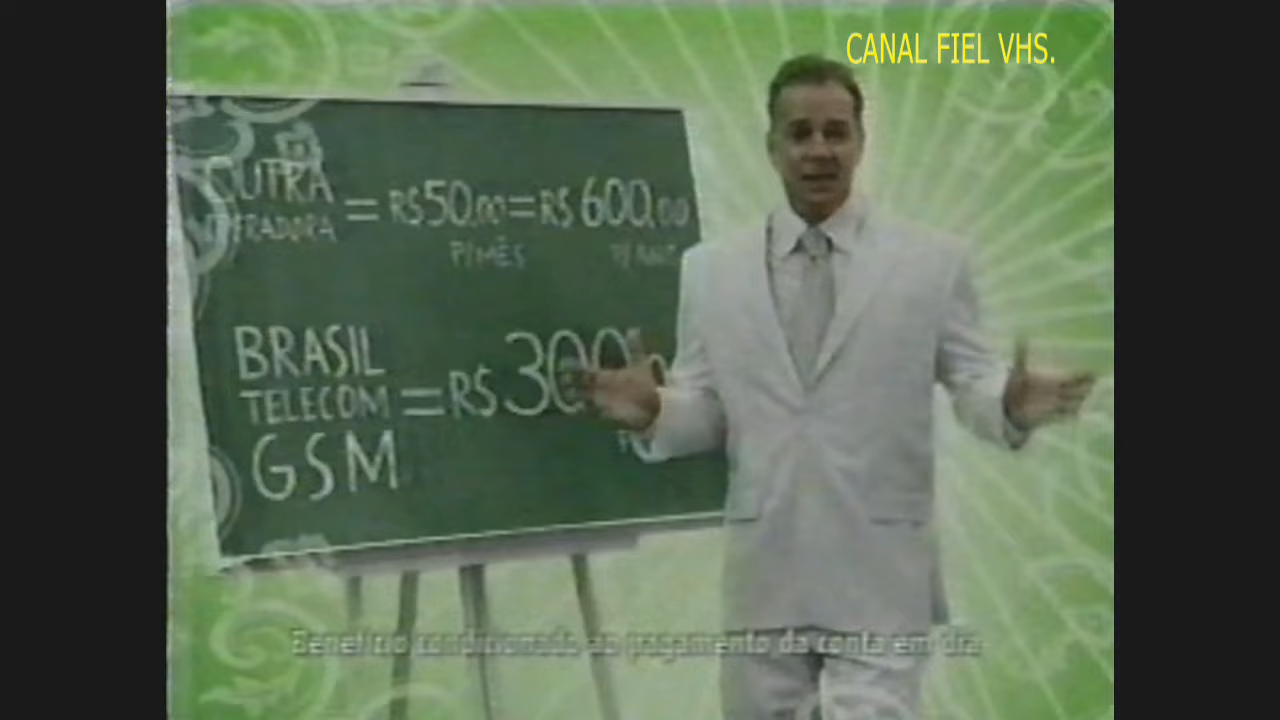 CANAL FIEL VHS.
OUTRA
OPERADORA = R$50,00 = R$ 600,00
P/MÊS P/ANO
BRASIL
TELECOM = R$ 300
GSM
Benefício condicionado ao pagamento da conta em dia